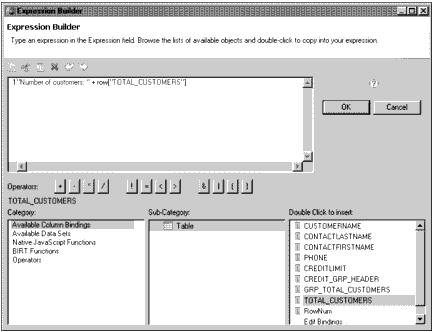 Expression Builder
Expression Builder
Type an expression in the Expression field. Browse the lists of available objects and double-click to copy into your expression.
1"Number of customers: " + row["TOTAL_CUSTOMERS"]
OK
Cancel
Operators: + - * / ! = < > & | ( )
TOTAL_CUSTOMERS
Category:
Sub-Category:
Double Click to insert:
Available Column Bindings
Available Data Sets
Native JavaScript Functions
BIRT Functions
Operators
Table
CUSTOMERNAME
CONTACTLASTNAME
CONTACTFIRSTNAME
PHONE
CREDITLIMIT
CREDIT_GRP_HEADER
GRP_TOTAL_CUSTOMERS
TOTAL_CUSTOMERS
RowNum
Edit Bindings